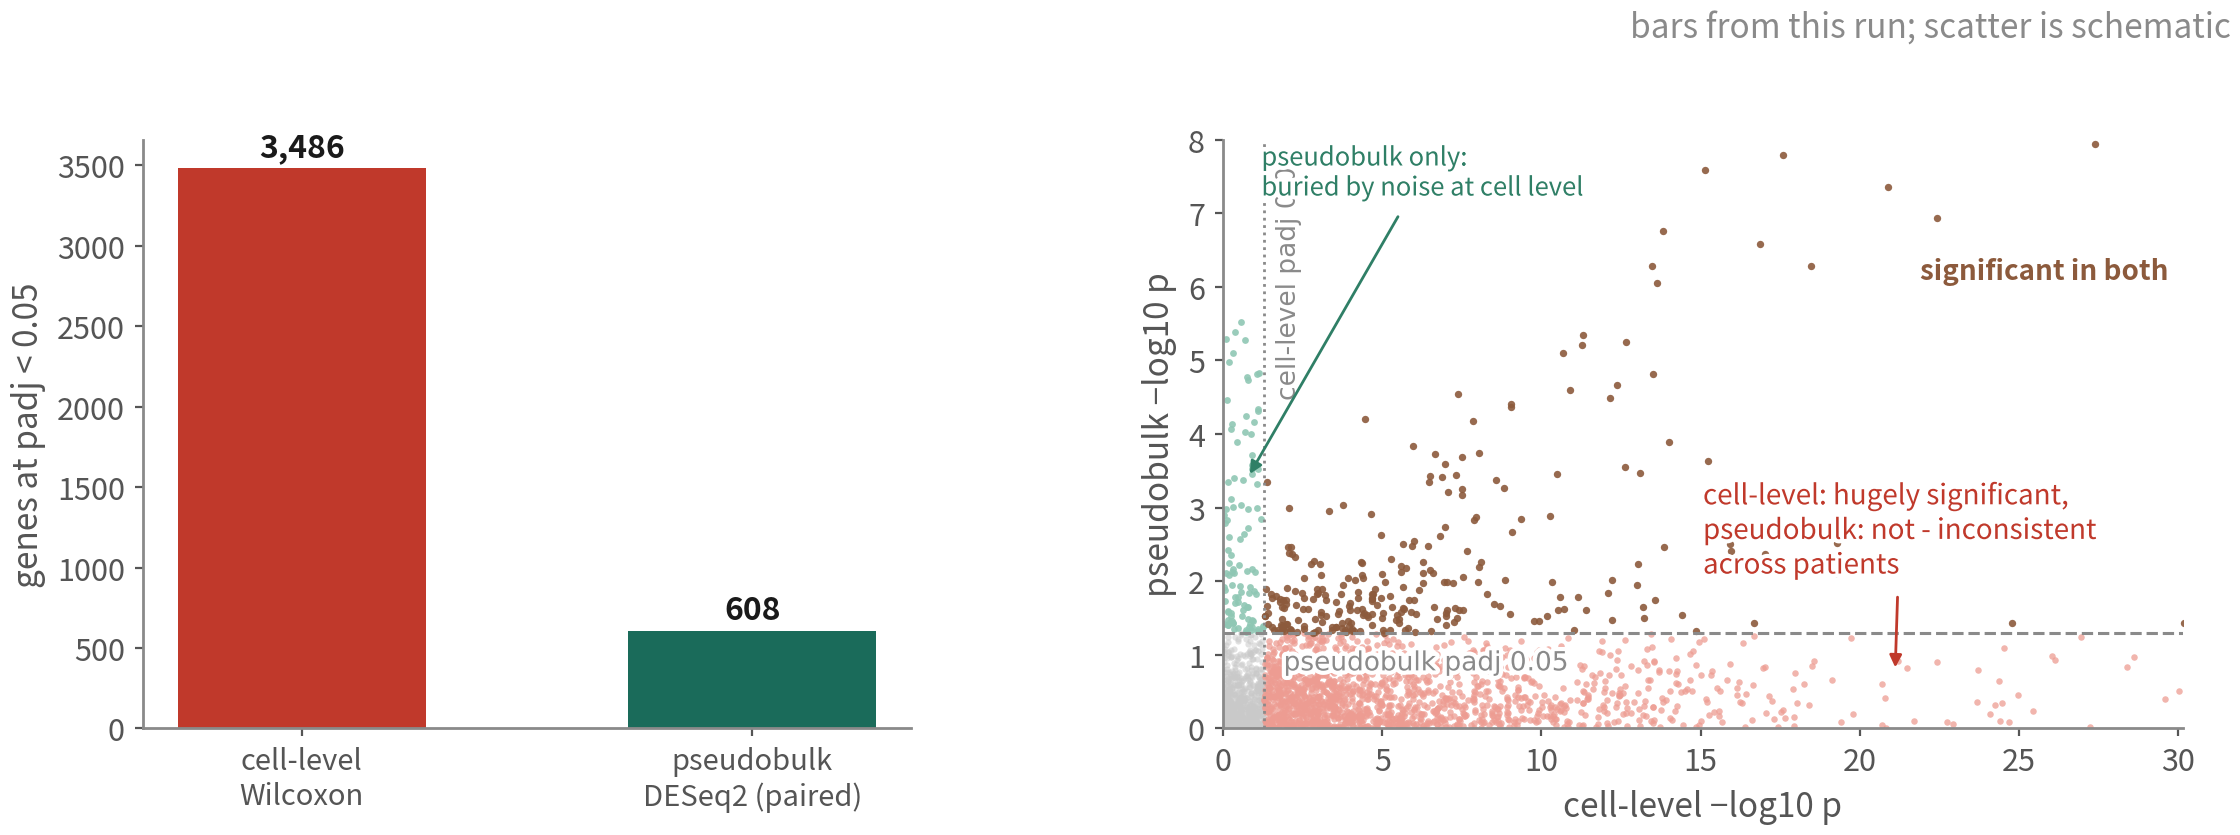 bars from this run; scatter is schematic
genes at padj < 0.05
3500
3000
2500
2000
1500
1000
500
0
3,486
608
cell-level
Wilcoxon
pseudobulk
DESeq2 (paired)
pseudobulk −log10 p
8
7
6
5
4
3
2
1
0
pseudobulk only:
buried by noise at cell level
cell-level padj
significant in both
cell-level: hugely significant,
pseudobulk: not - inconsistent
across patients
pseudobulk padj 0.05
0
5
10
15
20
25
30
cell-level −log10 p